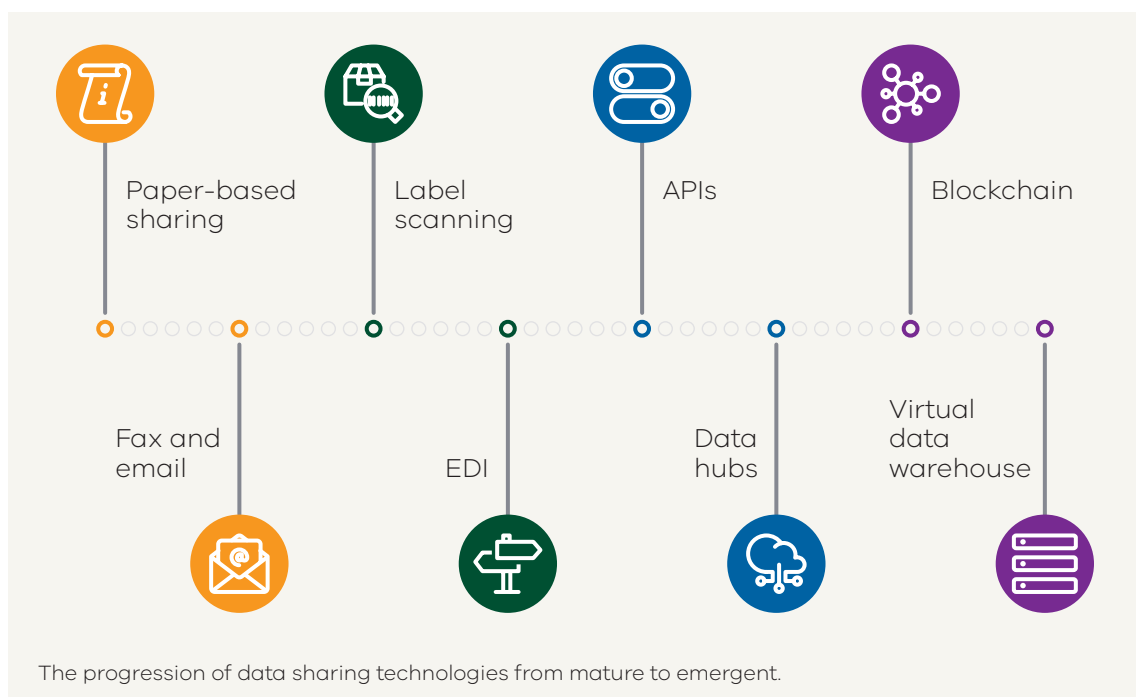 Paper-based
sharing
Label
scanning
APIs
Blockchain
Fax and
email
EDI
Data
hubs
Virtual
data
warehouse
The progression of data sharing technologies from mature to emergent.